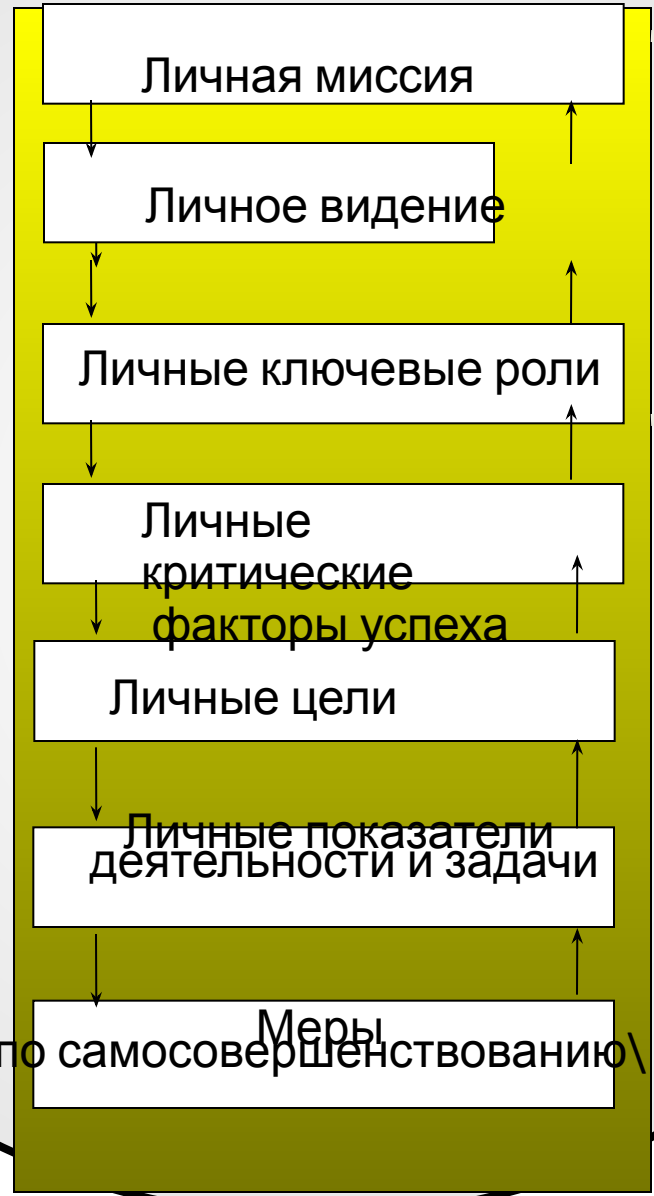 Личная миссия
Личное видение
Личные ключевые роли
Личные
критические
факторы успеха
Личные цели
Личные показатели
деятельности и задачи
Меры
по самосовершенствованию\